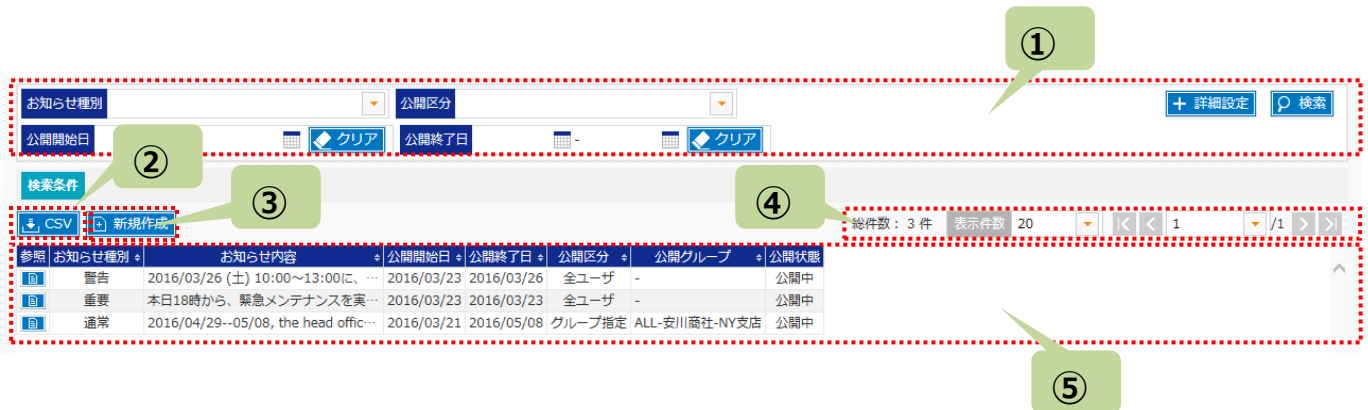 ①
お知らせ種別 公開区分 + 詳細設定 検索
公開開始日 クリア 公開終了日 - クリア
②
検索条件
③
④
CSV 新規作成 総件数： 3 件 表示件数 20 1 /1
参照 お知らせ種別 お知らせ内容 公開開始日 公開終了日 公開区分 公開グループ 公開状態
警告 2016/03/26 (土) 10:00～13:00に、… 2016/03/23 2016/03/26 全ユーザ - 公開中
重要 本日18時から、緊急メンテナンスを実… 2016/03/23 2016/03/23 全ユーザ - 公開中
通常 2016/04/29--05/08, the head offic… 2016/03/21 2016/05/08 グループ指定 ALL-安川商社-NY支店 公開中
⑤